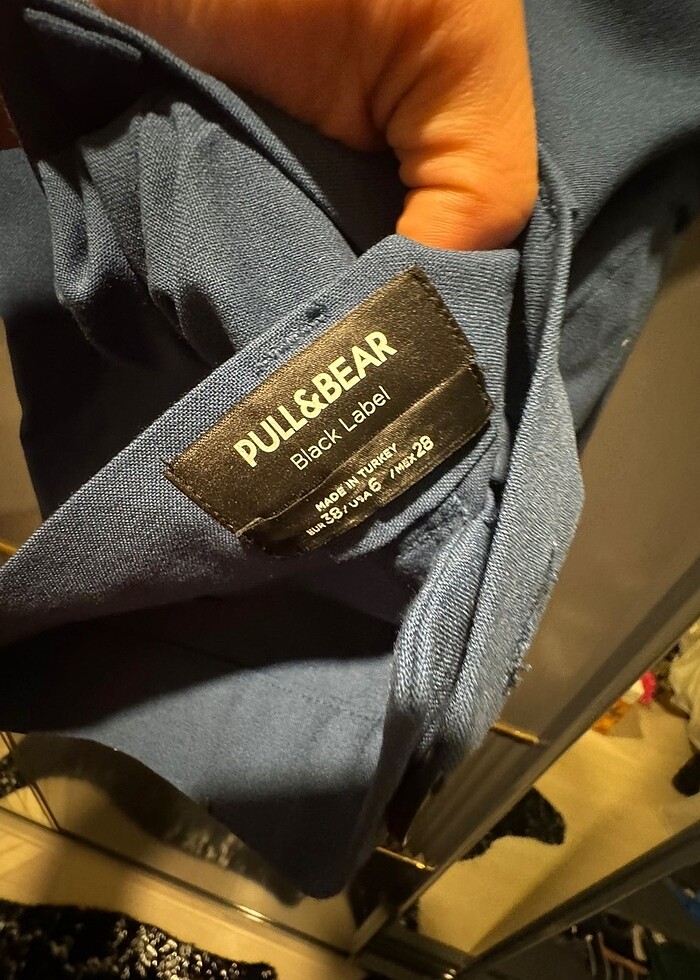 PULL&BEAR
Black Label
MADE IN TURKEY
EUR 38 / USA 6 / MEX 28